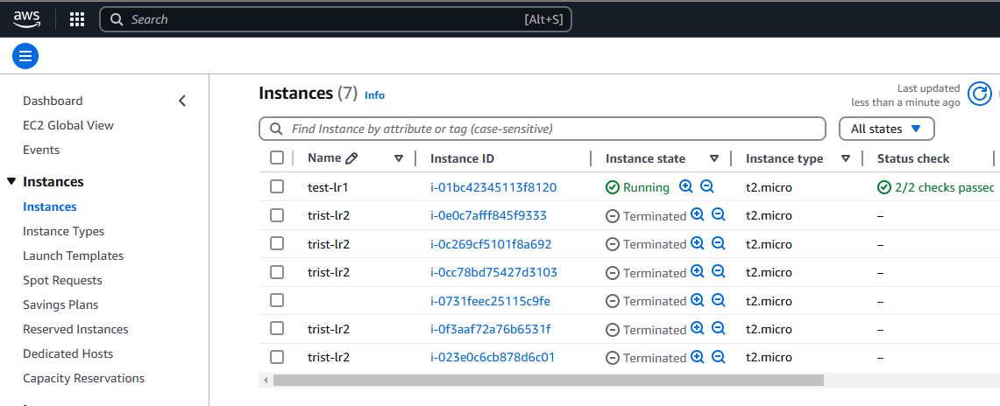 aws Search [Alt+S]
Dashboard
EC2 Global View
Events
Instances
Instances
Instance Types
Launch Templates
Spot Requests
Savings Plans
Reserved Instances
Dedicated Hosts
Capacity Reservations
Instances (7) Info
Last updated
less than a minute ago
Find Instance by attribute or tag (case-sensitive) All states
Name Instance ID Instance state Instance type Status check
test-lr1 i-01bc42345113f8120 Running t2.micro 2/2 checks passec
trist-lr2 i-0e0c7afff845f9333 Terminated t2.micro –
trist-lr2 i-0c269cf5101f8a692 Terminated t2.micro –
trist-lr2 i-0cc78bd75427d3103 Terminated t2.micro –
i-0731feec25115c9fe Terminated t2.micro –
trist-lr2 i-0f3aaf72a76b6531f Terminated t2.micro –
trist-lr2 i-023e0c6cb878d6c01 Terminated t2.micro –